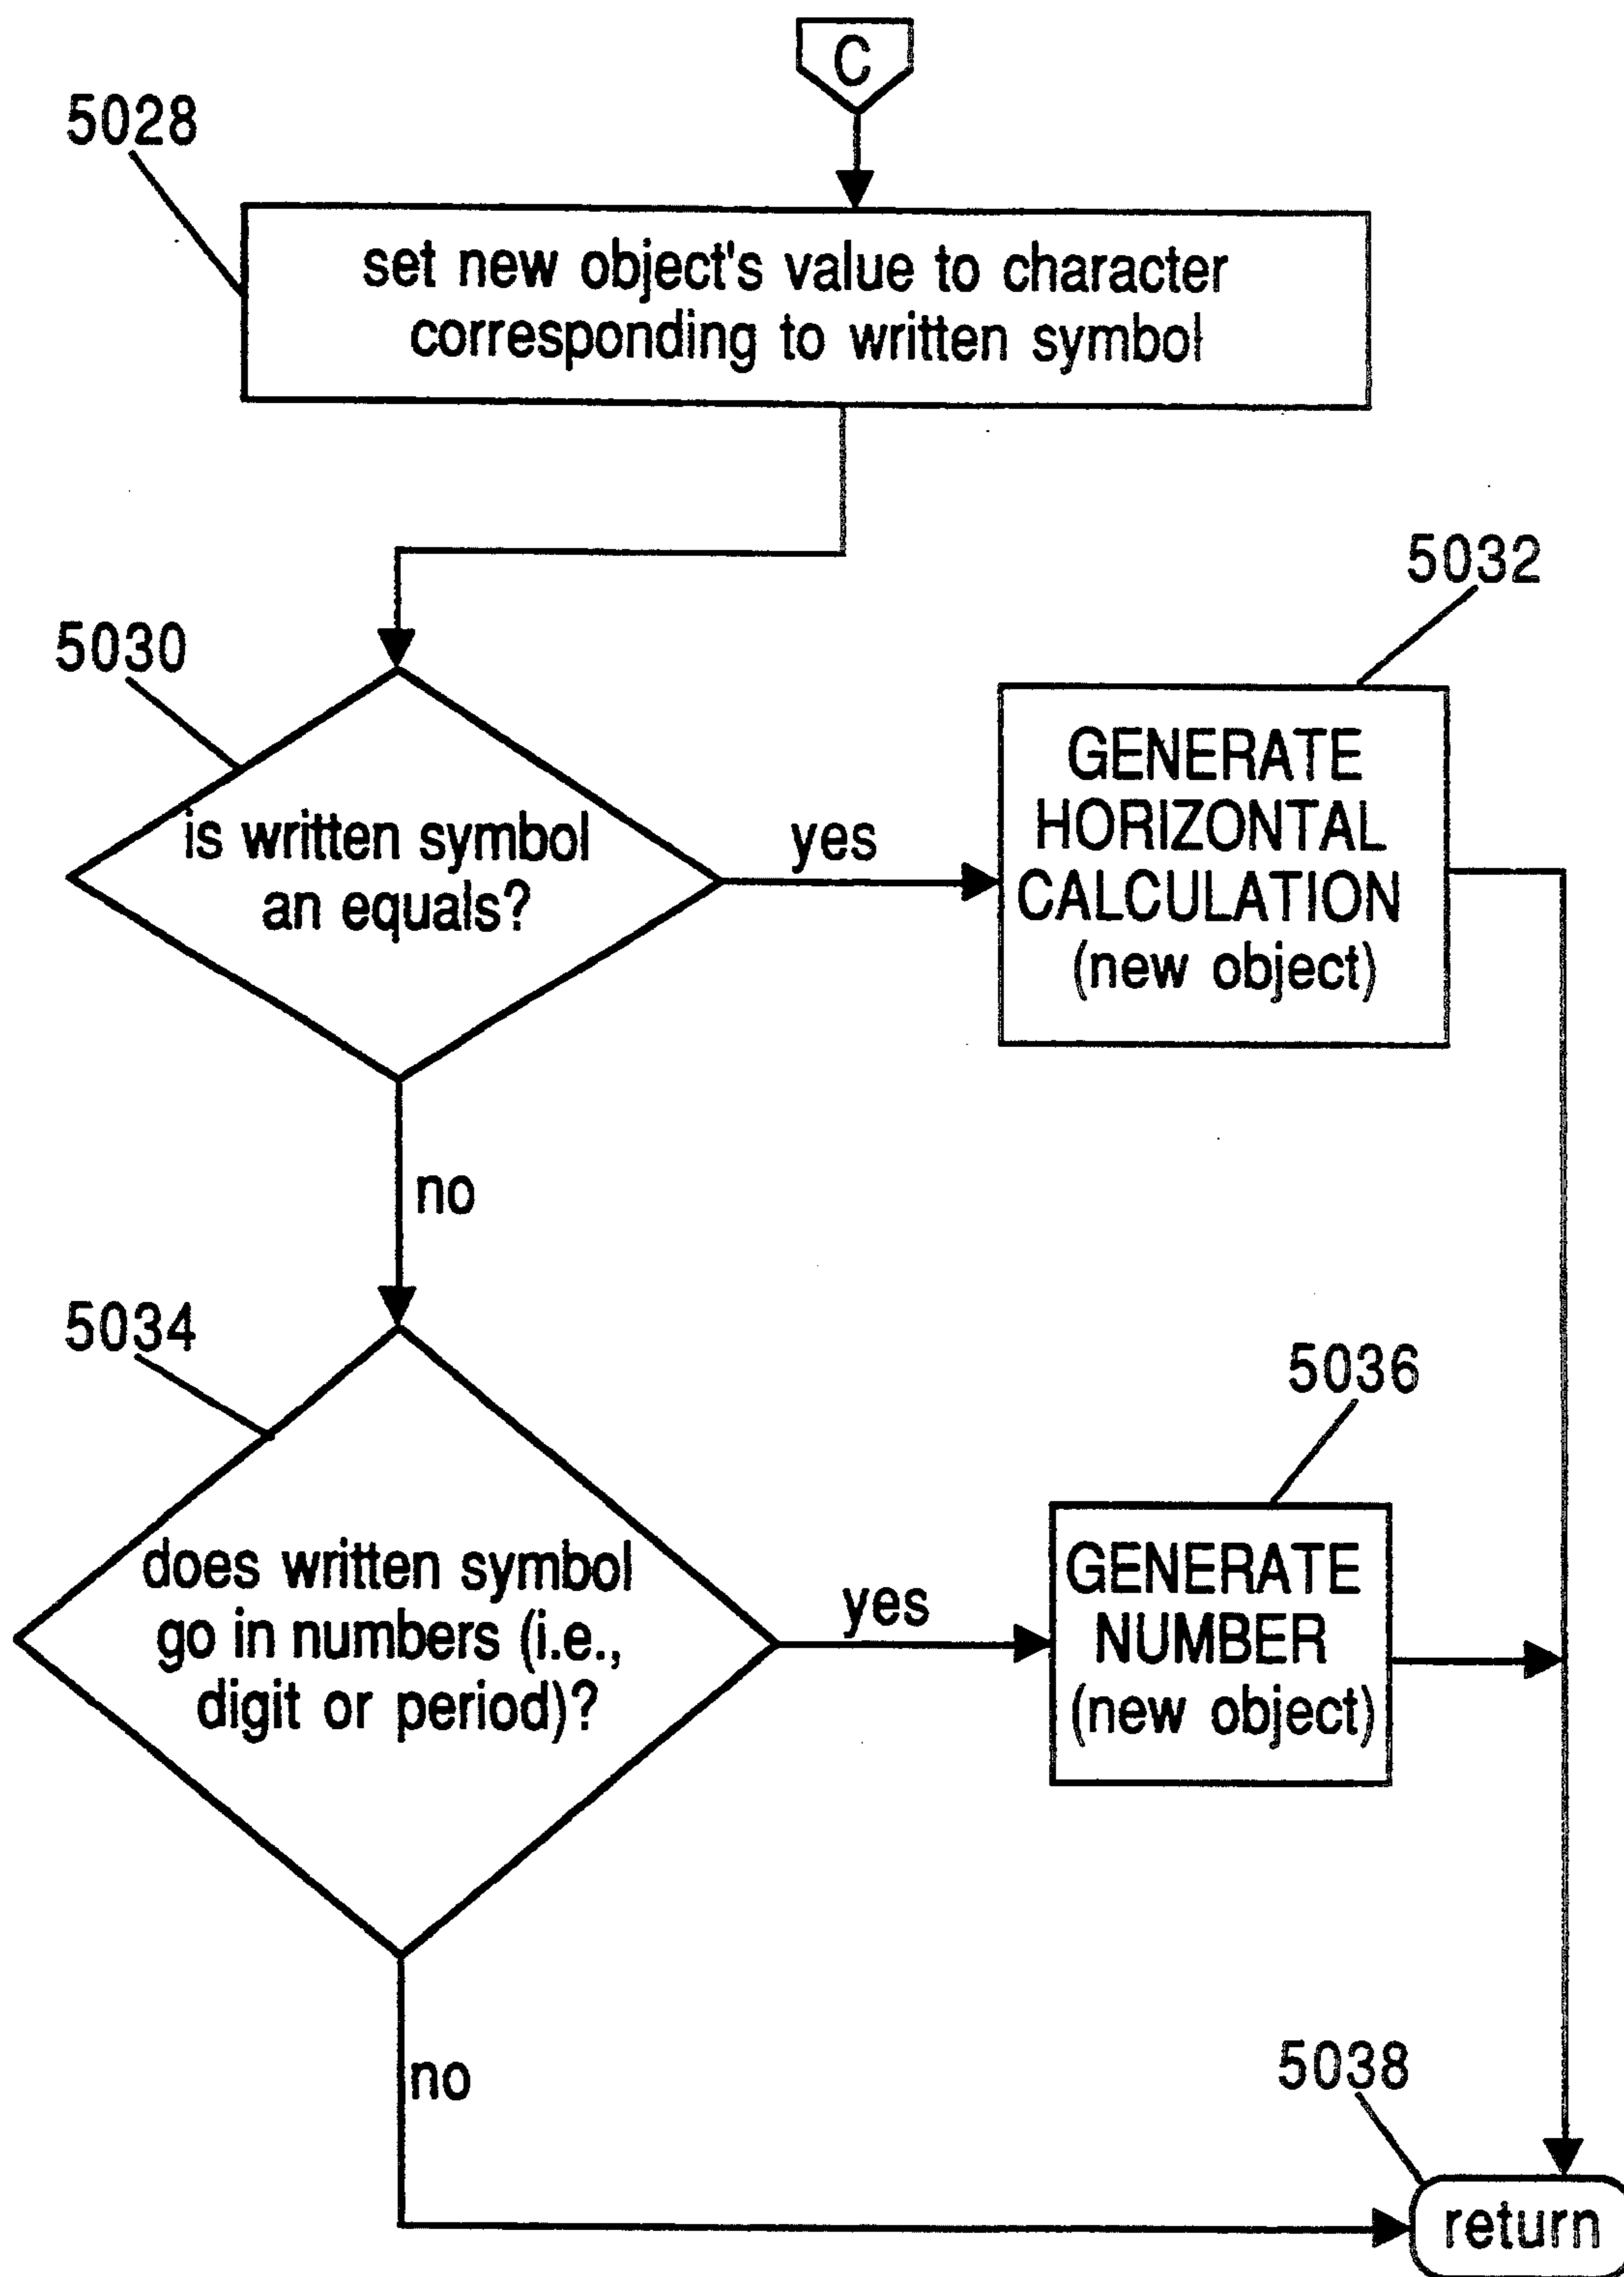 C
5028
set new object's value to character
corresponding to written symbol
5030
is written symbol
an equals?
yes
5032
GENERATE
HORIZONTAL
CALCULATION
(new object)
no
5034
does written symbol
go in numbers (i.e.,
digit or period)?
yes
5036
GENERATE
NUMBER
(new object)
no
5038
return